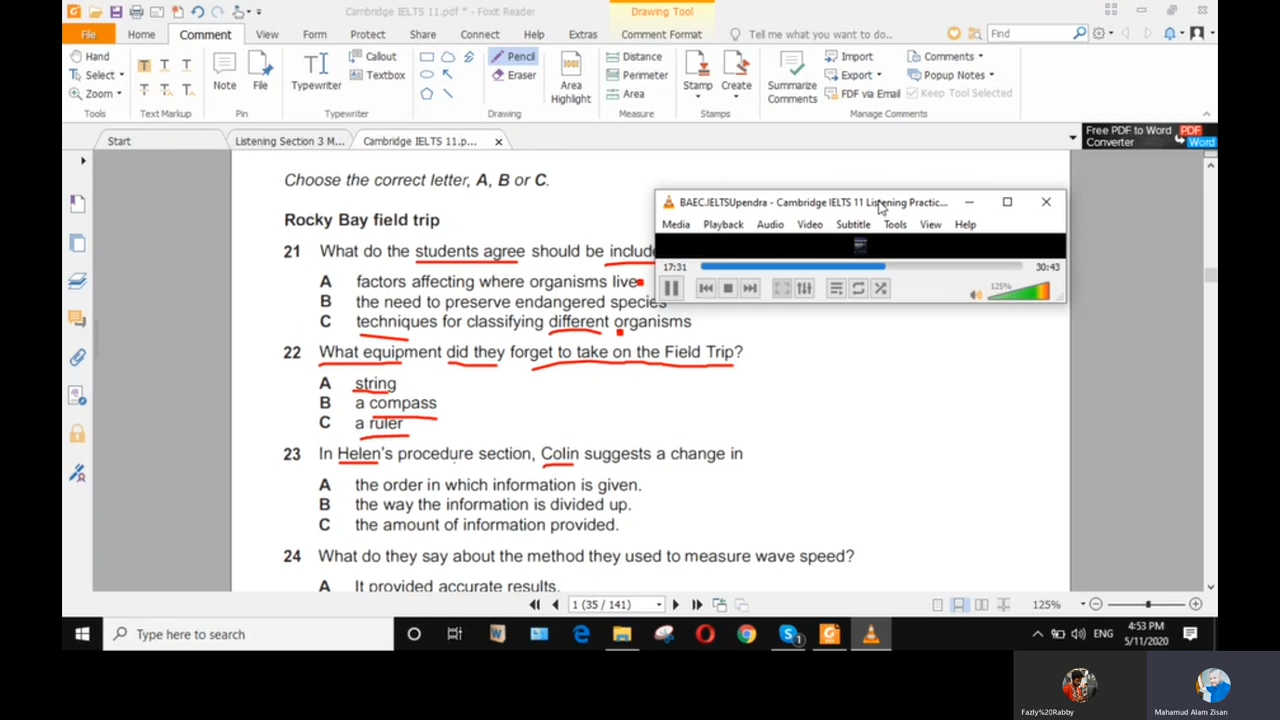 Cambridge IELTS 11.pdf * - Foxit Reader
Drawing Tool
File Home Comment View Form Protect Share Connect Help Extras Comment Format Tell me what you want to do.. Find
Hand
Select
Zoom
Tools
Text Markup
Note
File
Pin
Typewriter
Callout
Textbox
Typewriter
Pencil
Eraser
Drawing
Area
Highlight
Distance
Perimeter
Area
Measure
Stamp
Create
Stamps
Summarize
Comments
Import
Export
FDF via Email
Comments
Popup Notes
Keep Tool Selected
Manage Comments
Start
Listening Section 3 M...
Cambridge IELTS 11.p...
Free PDF to Word
Converter
PDF
Word
Choose the correct letter, A, B or C.
Rocky Bay field trip
21 What do the students agree should be includ
A factors affecting where organisms live
B the need to preserve endangered species
C techniques for classifying different organisms
22 What equipment did they forget to take on the Field Trip?
A string
B a compass
C a ruler
23 In Helen's procedure section, Colin suggests a change in
A the order in which information is given.
B the way the information is divided up.
C the amount of information provided.
24 What do they say about the method they used to measure wave speed?
A It provided accurate results.
BAEC.IELTSUpendra - Cambridge IELTS 11 Listening Practic...
Media Playback Audio Video Subtitle Tools View Help
17:31
30:43
125%
1 (35 / 141)
125%
Type here to search
ENG
4:53 PM
5/11/2020
Fazly%20Rabby
Mahamud Alam Zisan